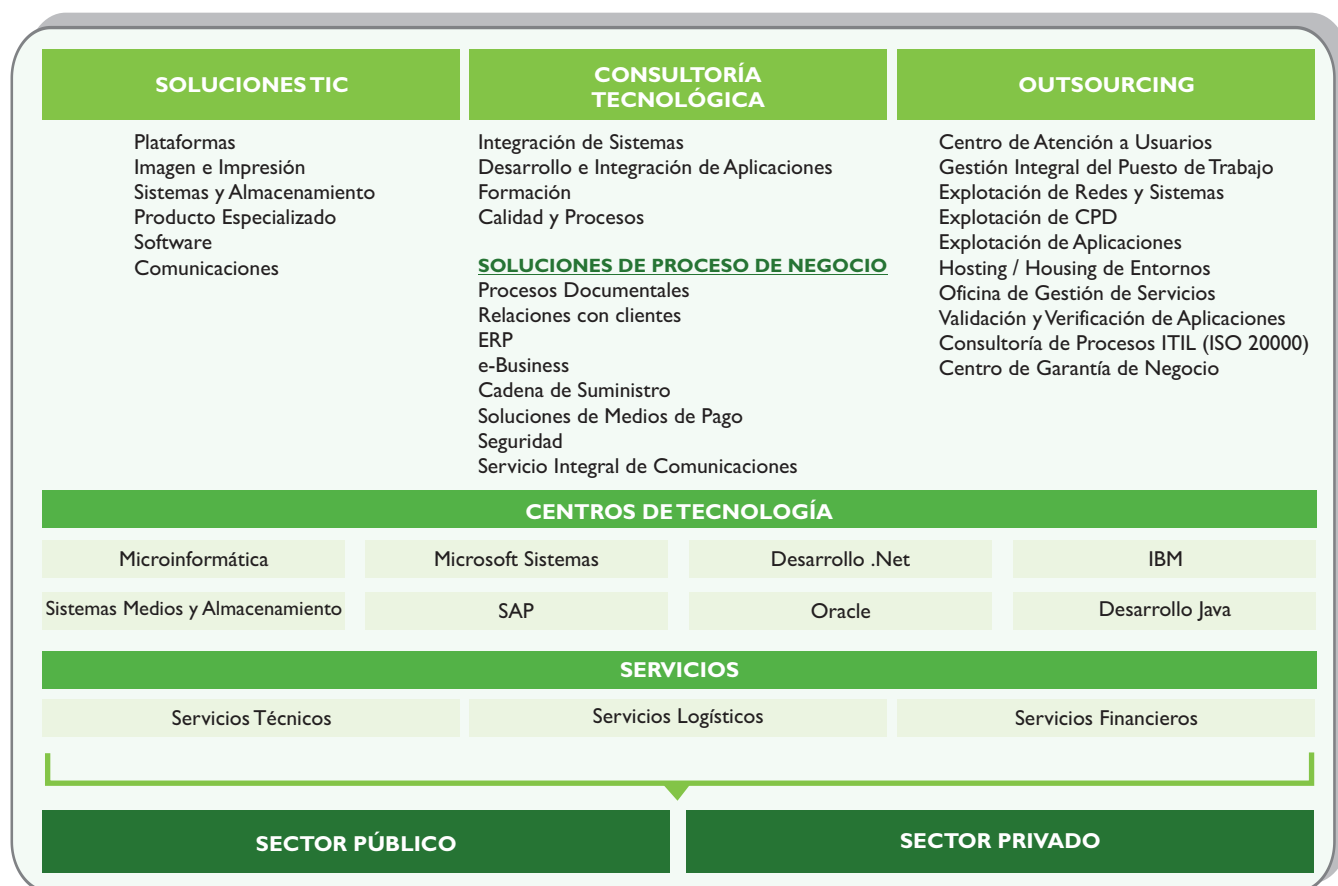 SOLUCIONES TIC
Plataformas
Imagen e Impresión
Sistemas y Almacenamiento
Producto Especializado
Software
Comunicaciones
CONSULTORÍA
TECNOLÓGICA
Integración de Sistemas
Desarrollo e Integración de Aplicaciones
Formación
Calidad y Procesos
SOLUCIONES DE PROCESO DE NEGOCIO
Procesos Documentales
Relaciones con clientes
ERP
e-Business
Cadena de Suministro
Soluciones de Medios de Pago
Seguridad
Servicio Integral de Comunicaciones
OUTSOURCING
Centro de Atención a Usuarios
Gestión Integral del Puesto de Trabajo
Explotación de Redes y Sistemas
Explotación de CPD
Explotación de Aplicaciones
Hosting / Housing de Entornos
Oficina de Gestión de Servicios
Validación y Verificación de Aplicaciones
Consultoría de Procesos ITIL (ISO 20000)
Centro de Garantía de Negocio
CENTROS DE TECNOLOGÍA
Microinformática
Microsoft Sistemas
Desarrollo .Net
IBM
Sistemas Medios y Almacenamiento
SAP
Oracle
Desarrollo Java
SERVICIOS
Servicios Técnicos
Servicios Logísticos
Servicios Financieros
SECTOR PÚBLICO
SECTOR PRIVADO